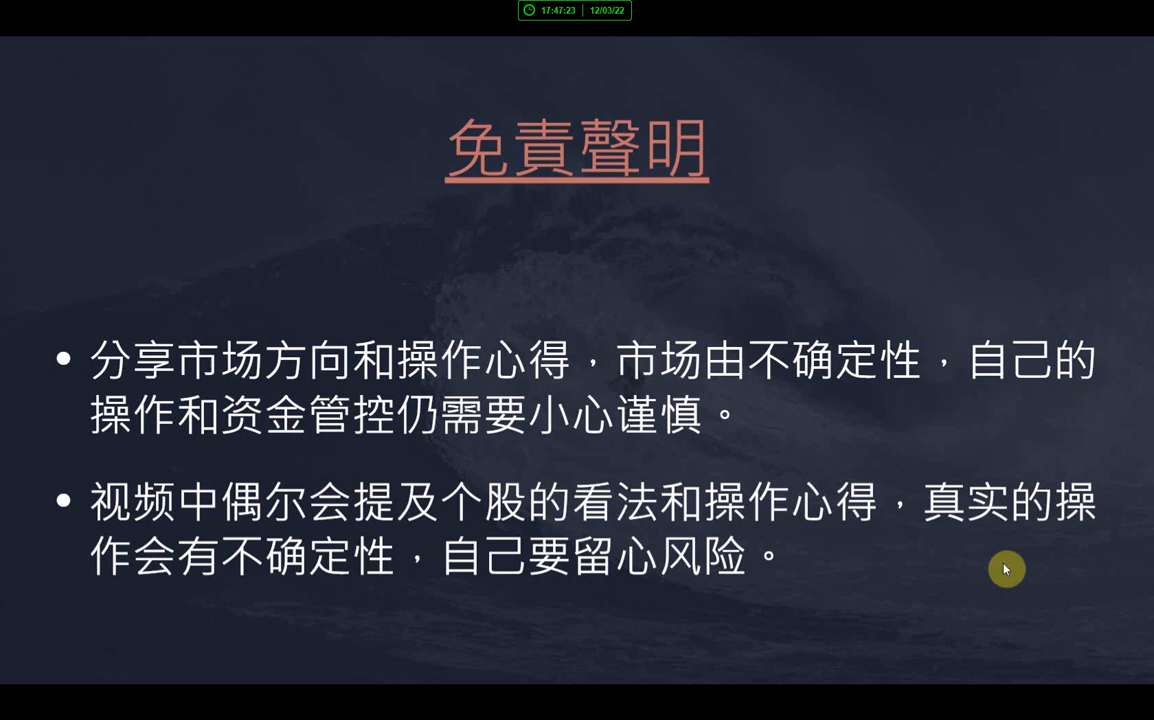 17:47:23 | 12/03/22
免責聲明
• 分享市场方向和操作心得，市场由不确定性，自己的
操作和资金管控仍需要小心谨慎。
• 视频中偶尔会提及个股的看法和操作心得，真实的操
作会有不确定性，自己要留心风险。